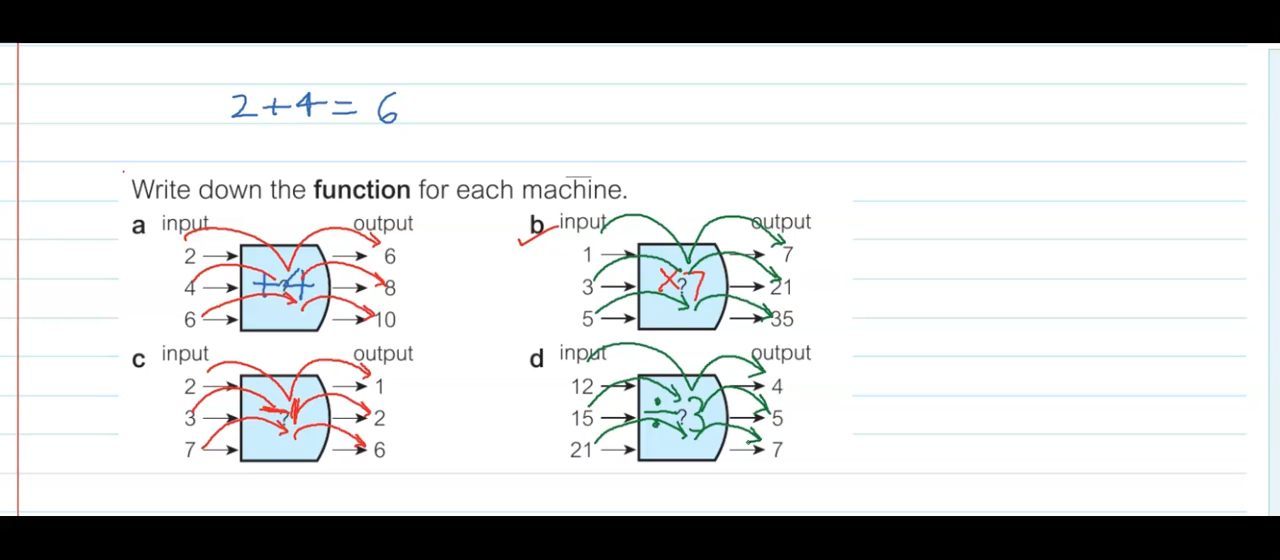 2+4=6
Write down the function for each machine.
a input output
2 6
4 +4 ? 8
6 10
b input output
1 7
3 ×7 ? 21
5 35
c input output
2 1
3 -1 ? 2
7 6
d input output
12 4
15 ÷3 ? 5
21 7